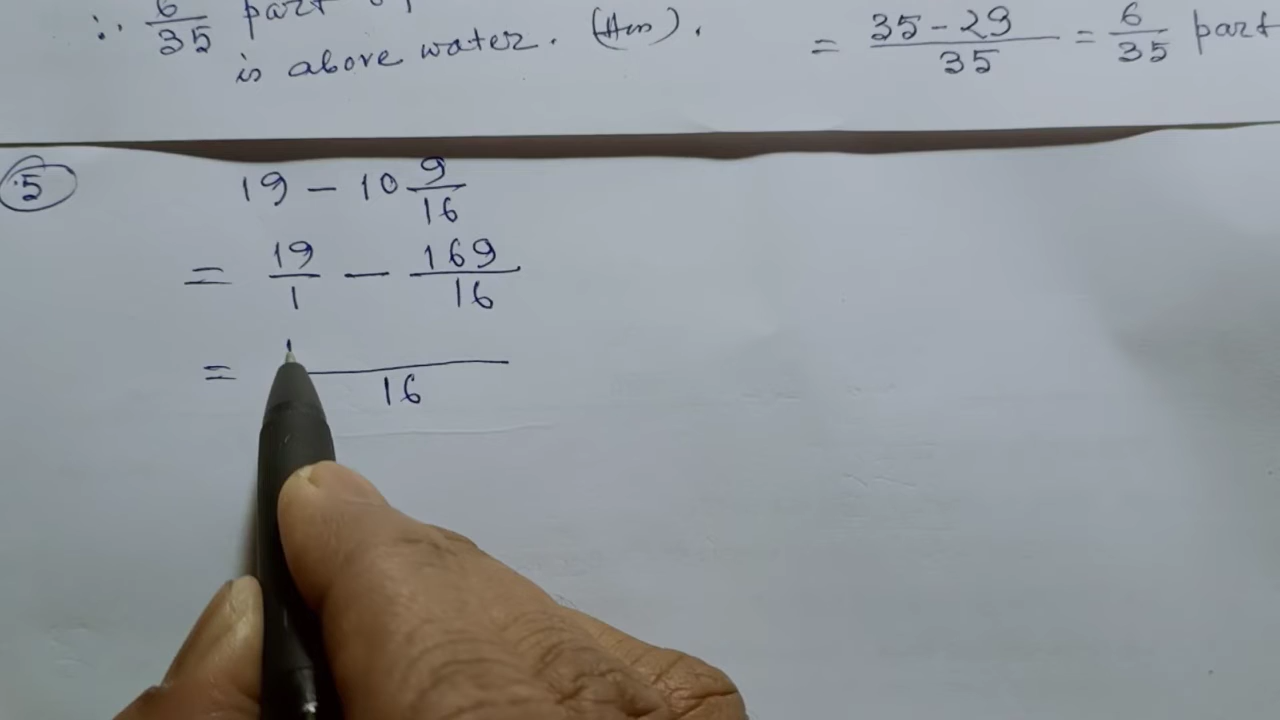 ∴ 6/35 part
is above water. (Ans).
= (35 - 29)/35 = 6/35 part
5
19 - 10 9/16
= 19/1 - 169/16
= /16